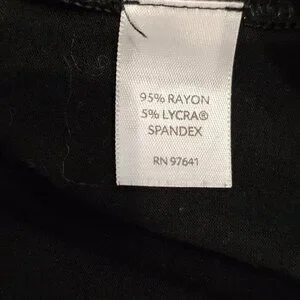 95% RAYON
5% LYCRA®
SPANDEX
RN 97641